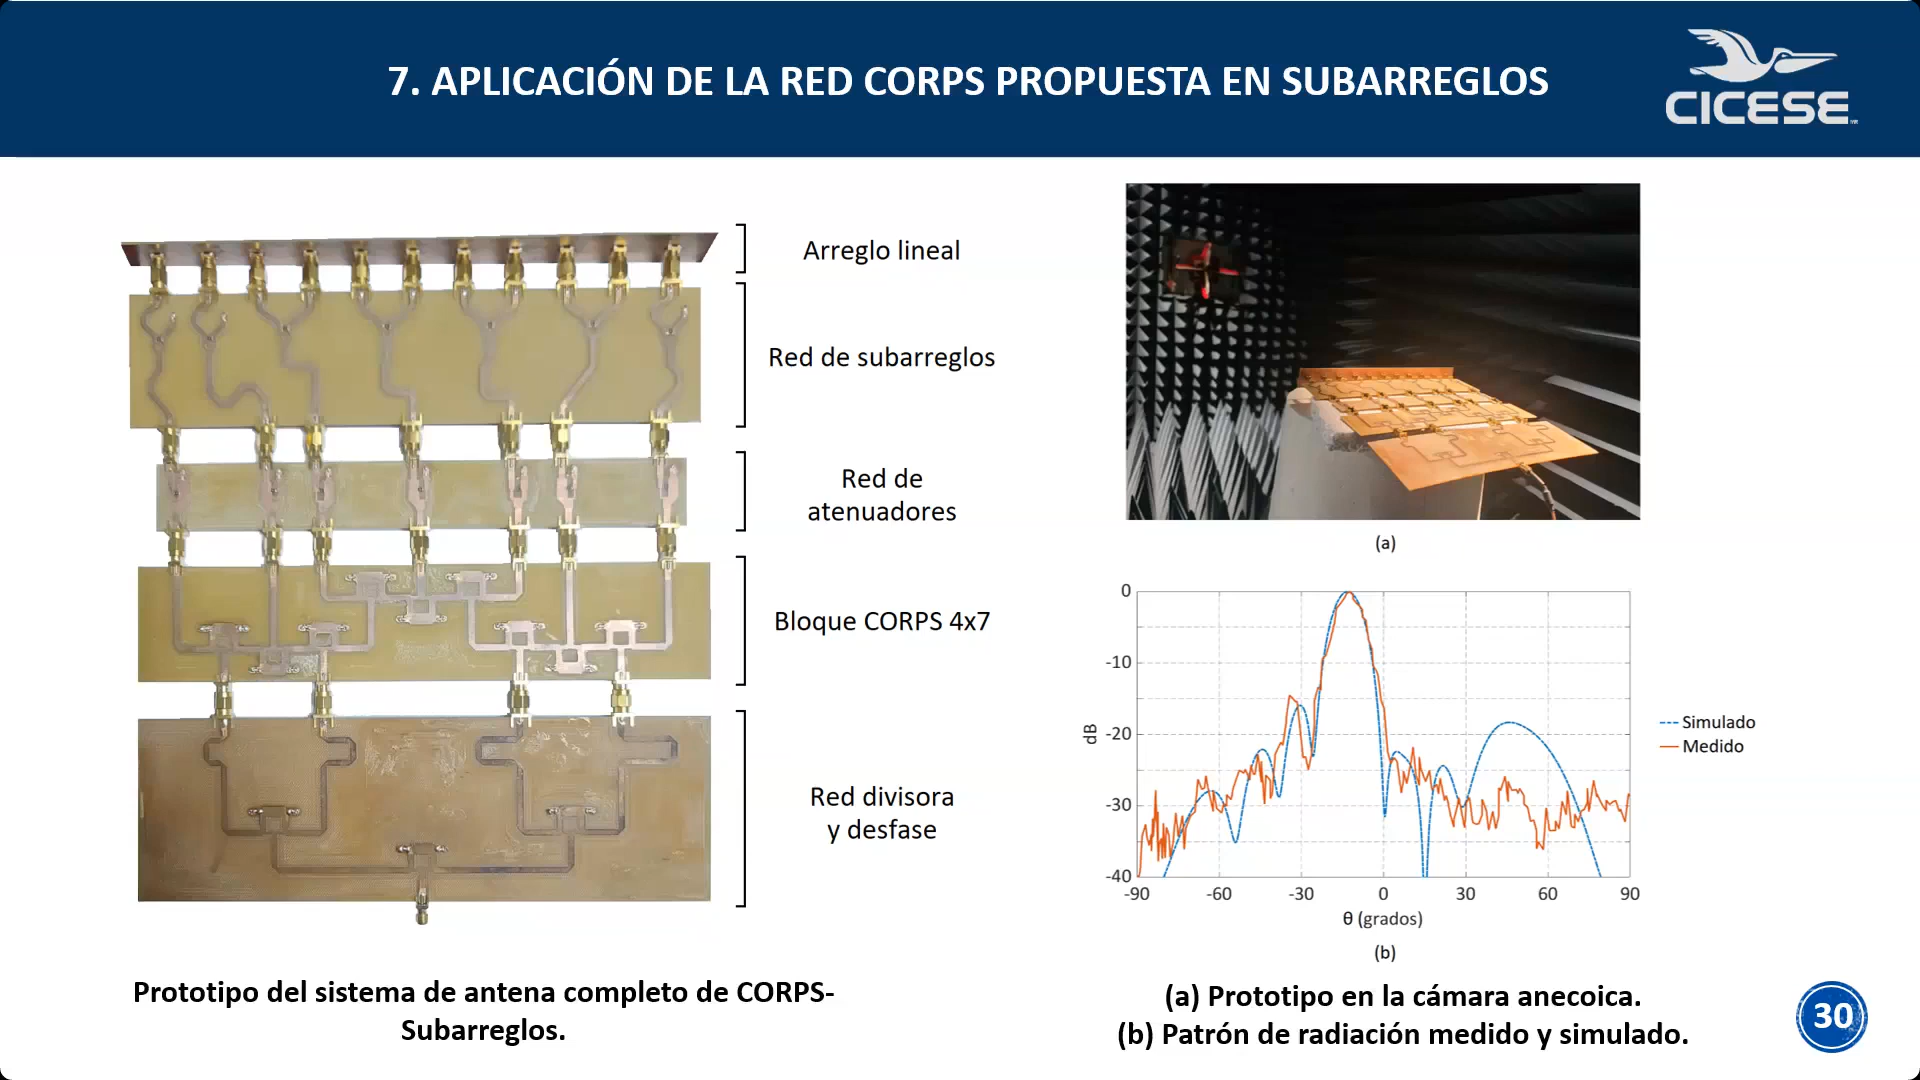 7. APLICACIÓN DE LA RED CORPS PROPUESTA EN SUBARREGLOS
CICESE
Arreglo lineal
Red de subarreglos
Red de
atenuadores
Bloque CORPS 4x7
Red divisora
y desfase
Prototipo del sistema de antena completo de CORPS-
Subarreglos.
(a)
0
-10
-20
-30
-40
dB
-90 -60 -30 0 30 60 90
θ (grados)
Simulado
Medido
(b)
(a) Prototipo en la cámara anecoica.
(b) Patrón de radiación medido y simulado.
30